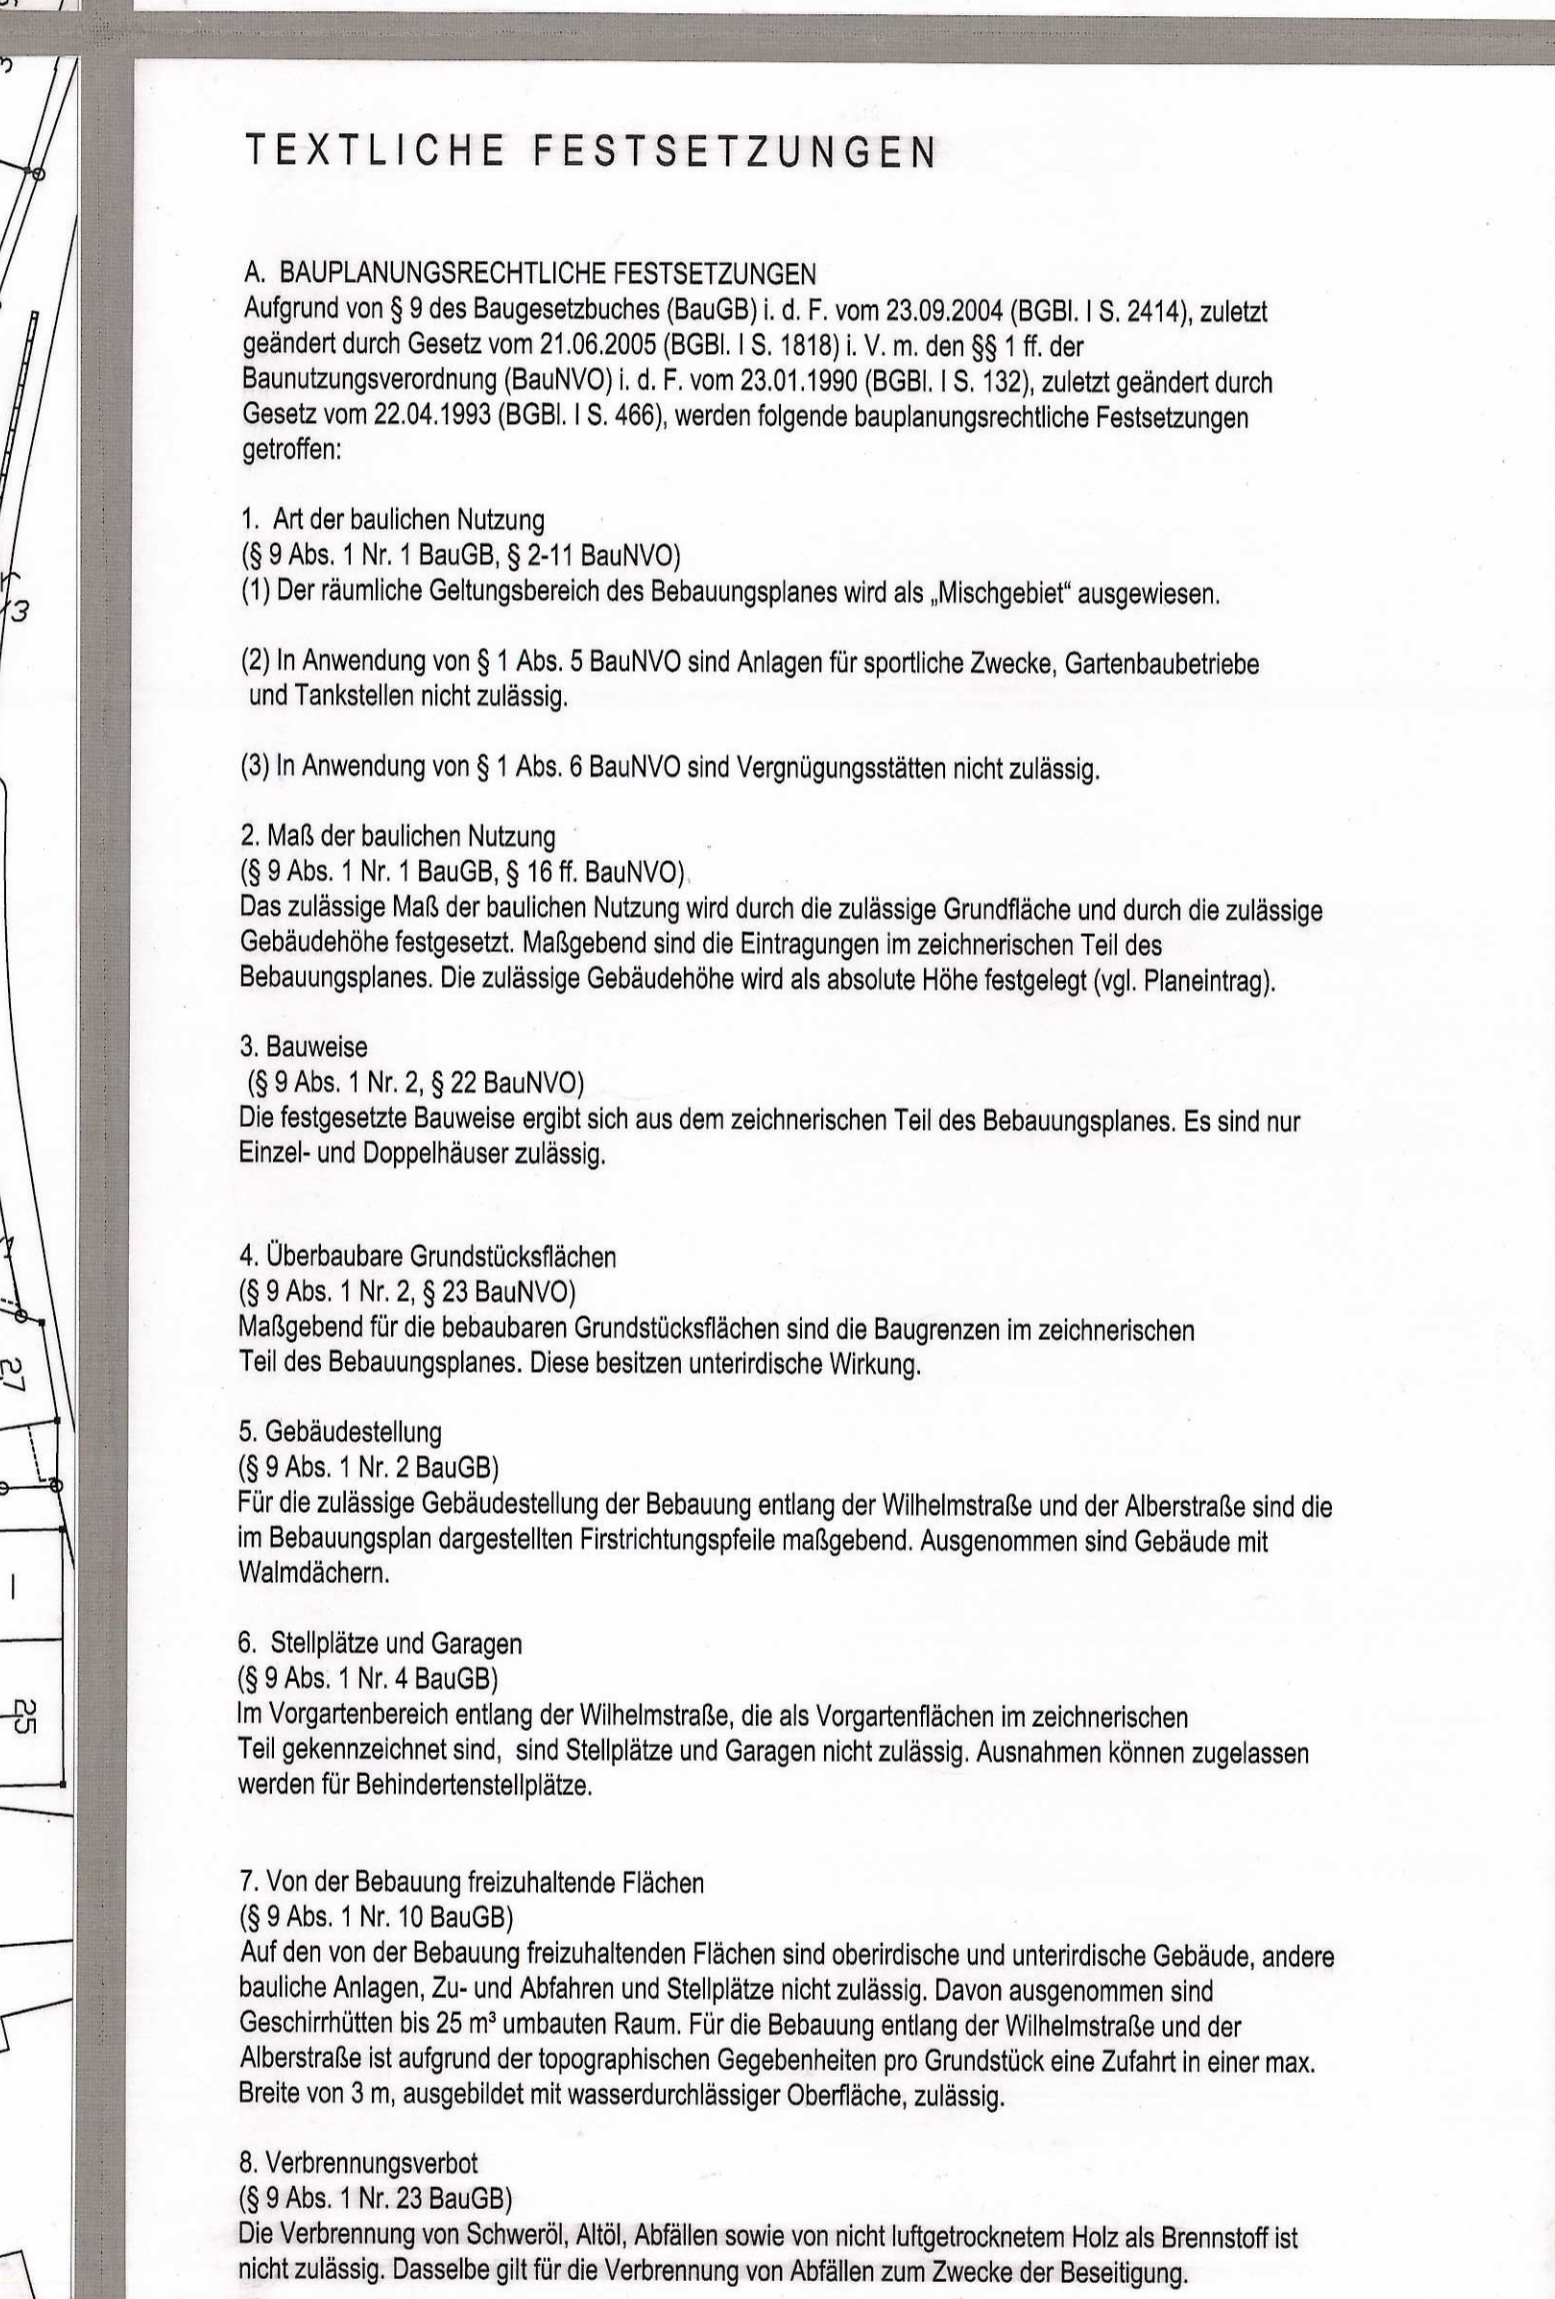 TEXTLICHE FESTSETZUNGEN
A. BAUPLANUNGSRECHTLICHE FESTSETZUNGEN
Aufgrund von § 9 des Baugesetzbuches (BauGB) i. d. F. vom 23.09.2004 (BGBl. I S. 2414), zuletzt
geändert durch Gesetz vom 21.06.2005 (BGBl. I S. 1818) i. V. m. den §§ 1 ff. der
Baunutzungsverordnung (BauNVO) i. d. F. vom 23.01.1990 (BGBl. I S. 132), zuletzt geändert durch
Gesetz vom 22.04.1993 (BGBl. I S. 466), werden folgende bauplanungsrechtliche Festsetzungen
getroffen:
1. Art der baulichen Nutzung
(§ 9 Abs. 1 Nr. 1 BauGB, § 2-11 BauNVO)
(1) Der räumliche Geltungsbereich des Bebauungsplanes wird als „Mischgebiet“ ausgewiesen.
(2) In Anwendung von § 1 Abs. 5 BauNVO sind Anlagen für sportliche Zwecke, Gartenbaubetriebe
und Tankstellen nicht zulässig.
(3) In Anwendung von § 1 Abs. 6 BauNVO sind Vergnügungsstätten nicht zulässig.
2. Maß der baulichen Nutzung
(§ 9 Abs. 1 Nr. 1 BauGB, § 16 ff. BauNVO)
Das zulässige Maß der baulichen Nutzung wird durch die zulässige Grundfläche und durch die zulässige
Gebäudehöhe festgesetzt. Maßgebend sind die Eintragungen im zeichnerischen Teil des
Bebauungsplanes. Die zulässige Gebäudehöhe wird als absolute Höhe festgelegt (vgl. Planeintrag).
3. Bauweise
(§ 9 Abs. 1 Nr. 2, § 22 BauNVO)
Die festgesetzte Bauweise ergibt sich aus dem zeichnerischen Teil des Bebauungsplanes. Es sind nur
Einzel- und Doppelhäuser zulässig.
4. Überbaubare Grundstücksflächen
(§ 9 Abs. 1 Nr. 2, § 23 BauNVO)
Maßgebend für die bebaubaren Grundstücksflächen sind die Baugrenzen im zeichnerischen
Teil des Bebauungsplanes. Diese besitzen unterirdische Wirkung.
5. Gebäudestellung
(§ 9 Abs. 1 Nr. 2 BauGB)
Für die zulässige Gebäudestellung der Bebauung entlang der Wilhelmstraße und der Alberstraße sind die
im Bebauungsplan dargestellten Firstrichtungspfeile maßgebend. Ausgenommen sind Gebäude mit
Walmdächern.
6. Stellplätze und Garagen
(§ 9 Abs. 1 Nr. 4 BauGB)
Im Vorgartenbereich entlang der Wilhelmstraße, die als Vorgartenflächen im zeichnerischen
Teil gekennzeichnet sind, sind Stellplätze und Garagen nicht zulässig. Ausnahmen können zugelassen
werden für Behindertenstellplätze.
7. Von der Bebauung freizuhaltende Flächen
(§ 9 Abs. 1 Nr. 10 BauGB)
Auf den von der Bebauung freizuhaltenden Flächen sind oberirdische und unterirdische Gebäude, andere
bauliche Anlagen, Zu- und Abfahren und Stellplätze nicht zulässig. Davon ausgenommen sind
Geschirrhütten bis 25 m³ umbauten Raum. Für die Bebauung entlang der Wilhelmstraße und der
Alberstraße ist aufgrund der topographischen Gegebenheiten pro Grundstück eine Zufahrt in einer max.
Breite von 3 m, ausgebildet mit wasserdurchlässiger Oberfläche, zulässig.
8. Verbrennungsverbot
(§ 9 Abs. 1 Nr. 23 BauGB)
Die Verbrennung von Schweröl, Altöl, Abfällen sowie von nicht luftgetrocknetem Holz als Brennstoff ist
nicht zulässig. Dasselbe gilt für die Verbrennung von Abfällen zum Zwecke der Beseitigung.
27
25